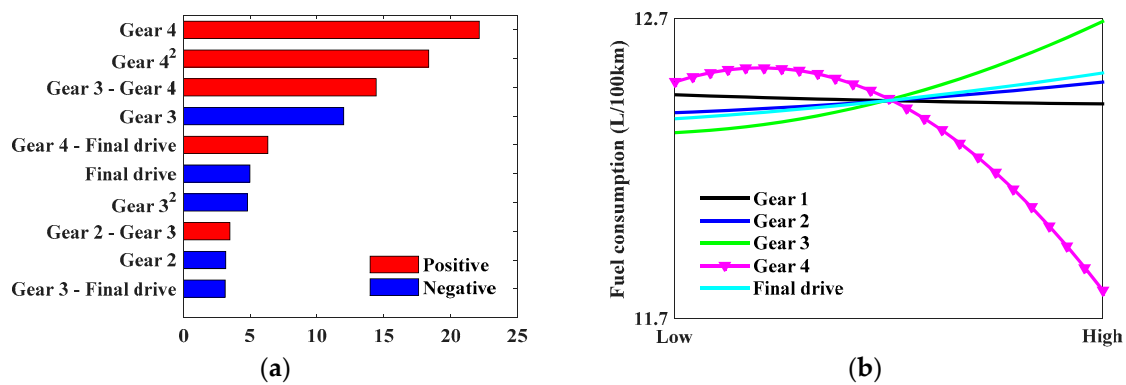 Gear 4
Gear 4²
Gear 3 - Gear 4
Gear 3
Gear 4 - Final drive
Final drive
Gear 3²
Gear 2 - Gear 3
Gear 2
Gear 3 - Final drive
Positive
Negative
0 5 10 15 20 25
(a)
Fuel consumption (L/100km)
12.7
11.7
Gear 1
Gear 2
Gear 3
Gear 4
Final drive
Low High
(b)